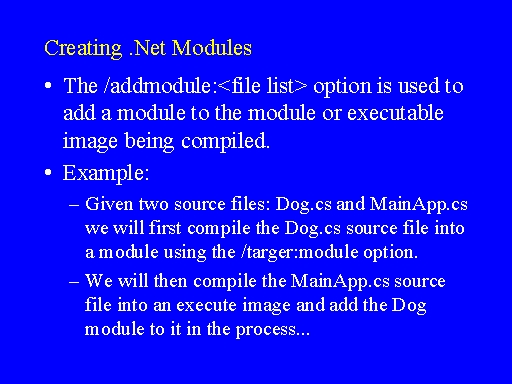 Creating .Net Modules
• The /addmodule:<file list> option is used to
add a module to the module or executable
image being compiled.
• Example:
– Given two source files: Dog.cs and MainApp.cs
we will first compile the Dog.cs source file into
a module using the /targer:module option.
– We will then compile the MainApp.cs source
file into an execute image and add the Dog
module to it in the process...